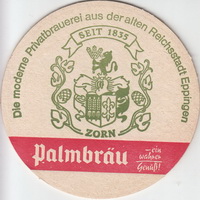 Die moderne Privatbrauerei aus der alten Reichsstadt Eppingen
SEIT 1835
ZORN
Palmbräu
–ein
wahrer
Genuß!